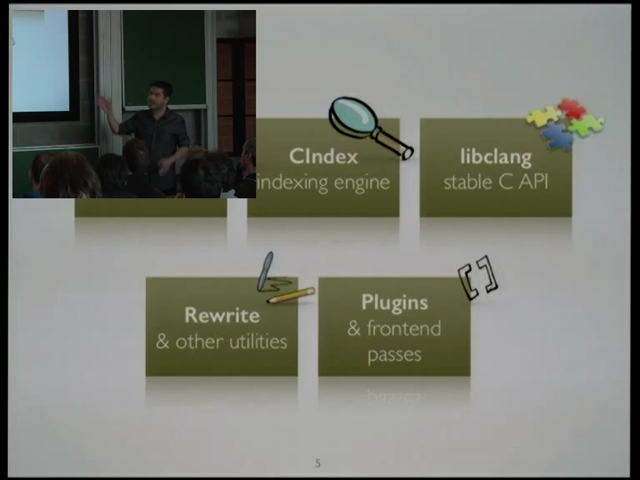 CIndex
indexing engine
libclang
stable C API
Rewrite
& other utilities
Plugins
& frontend
passes
5